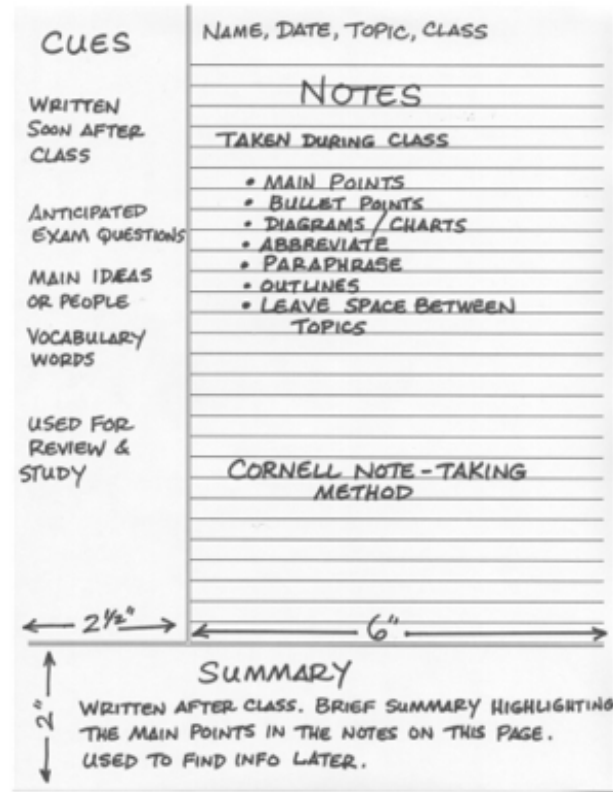 CUES
WRITTEN
SOON AFTER
CLASS
ANTICIPATED
EXAM QUESTIONS
MAIN IDEAS
OR PEOPLE
VOCABULARY
WORDS
USED FOR
REVIEW &
STUDY
2 1/2"
NAME, DATE, TOPIC, CLASS
NOTES
TAKEN DURING CLASS
• MAIN POINTS
• BULLET POINTS
• DIAGRAMS / CHARTS
• ABBREVIATE
• PARAPHRASE
• OUTLINES
• LEAVE SPACE BETWEEN
TOPICS
CORNELL NOTE-TAKING
METHOD
6"
2"
SUMMARY
WRITTEN AFTER CLASS. BRIEF SUMMARY HIGHLIGHTING
THE MAIN POINTS IN THE NOTES ON THIS PAGE.
USED TO FIND INFO LATER.